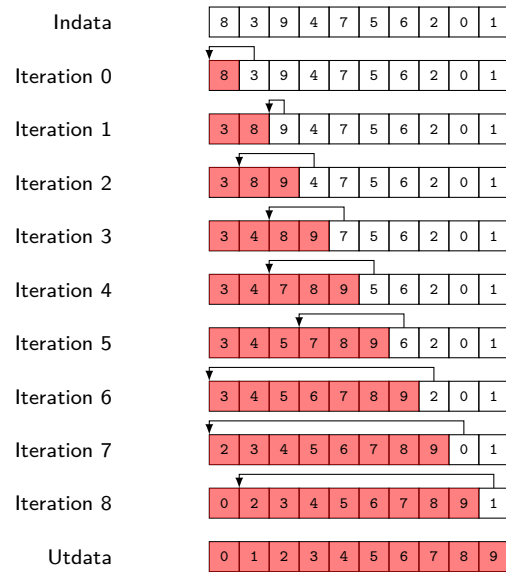 Indata 8 3 9 4 7 5 6 2 0 1
Iteration 0 8 3 9 4 7 5 6 2 0 1
Iteration 1 3 8 9 4 7 5 6 2 0 1
Iteration 2 3 8 9 4 7 5 6 2 0 1
Iteration 3 3 4 8 9 7 5 6 2 0 1
Iteration 4 3 4 7 8 9 5 6 2 0 1
Iteration 5 3 4 5 7 8 9 6 2 0 1
Iteration 6 3 4 5 6 7 8 9 2 0 1
Iteration 7 2 3 4 5 6 7 8 9 0 1
Iteration 8 0 2 3 4 5 6 7 8 9 1
Utdata 0 1 2 3 4 5 6 7 8 9